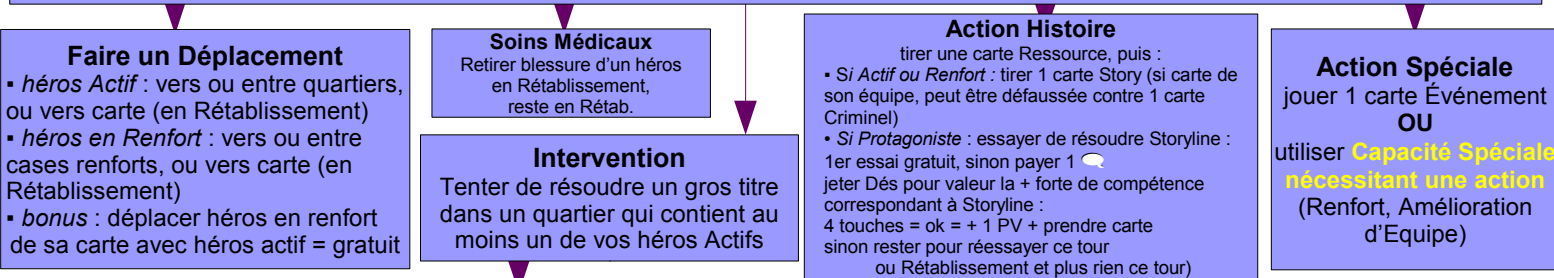 Faire un Déplacement
▪ héros Actif : vers ou entre quartiers,
ou vers carte (en Rétablissement)
▪ héros en Renfort : vers ou entre
cases renforts, ou vers carte (en
Rétablissement)
▪ bonus : déplacer héros en renfort
de sa carte avec héros actif = gratuit
Soins Médicaux
Retirer blessure d'un héros
en Rétablissement,
reste en Rétab.
Intervention
Tenter de résoudre un gros titre
dans un quartier qui contient au
moins un de vos héros Actifs
Action Histoire
tirer une carte Ressource, puis :
▪ Si Actif ou Renfort : tirer 1 carte Story (si carte de
son équipe, peut être défaussée contre 1 carte
Criminel)
• Si Protagoniste : essayer de résoudre Storyline :
1er essai gratuit, sinon payer 1
jeter Dés pour valeur la + forte de compétence
correspondant à Storyline :
4 touches = ok = + 1 PV + prendre carte
sinon rester pour réessayer ce tour
ou Rétablissement et plus rien ce tour)
Action Spéciale
jouer 1 carte Événement
OU
utiliser Capacité Spéciale
nécessitant une action
(Renfort, Amélioration
d'Equipe)